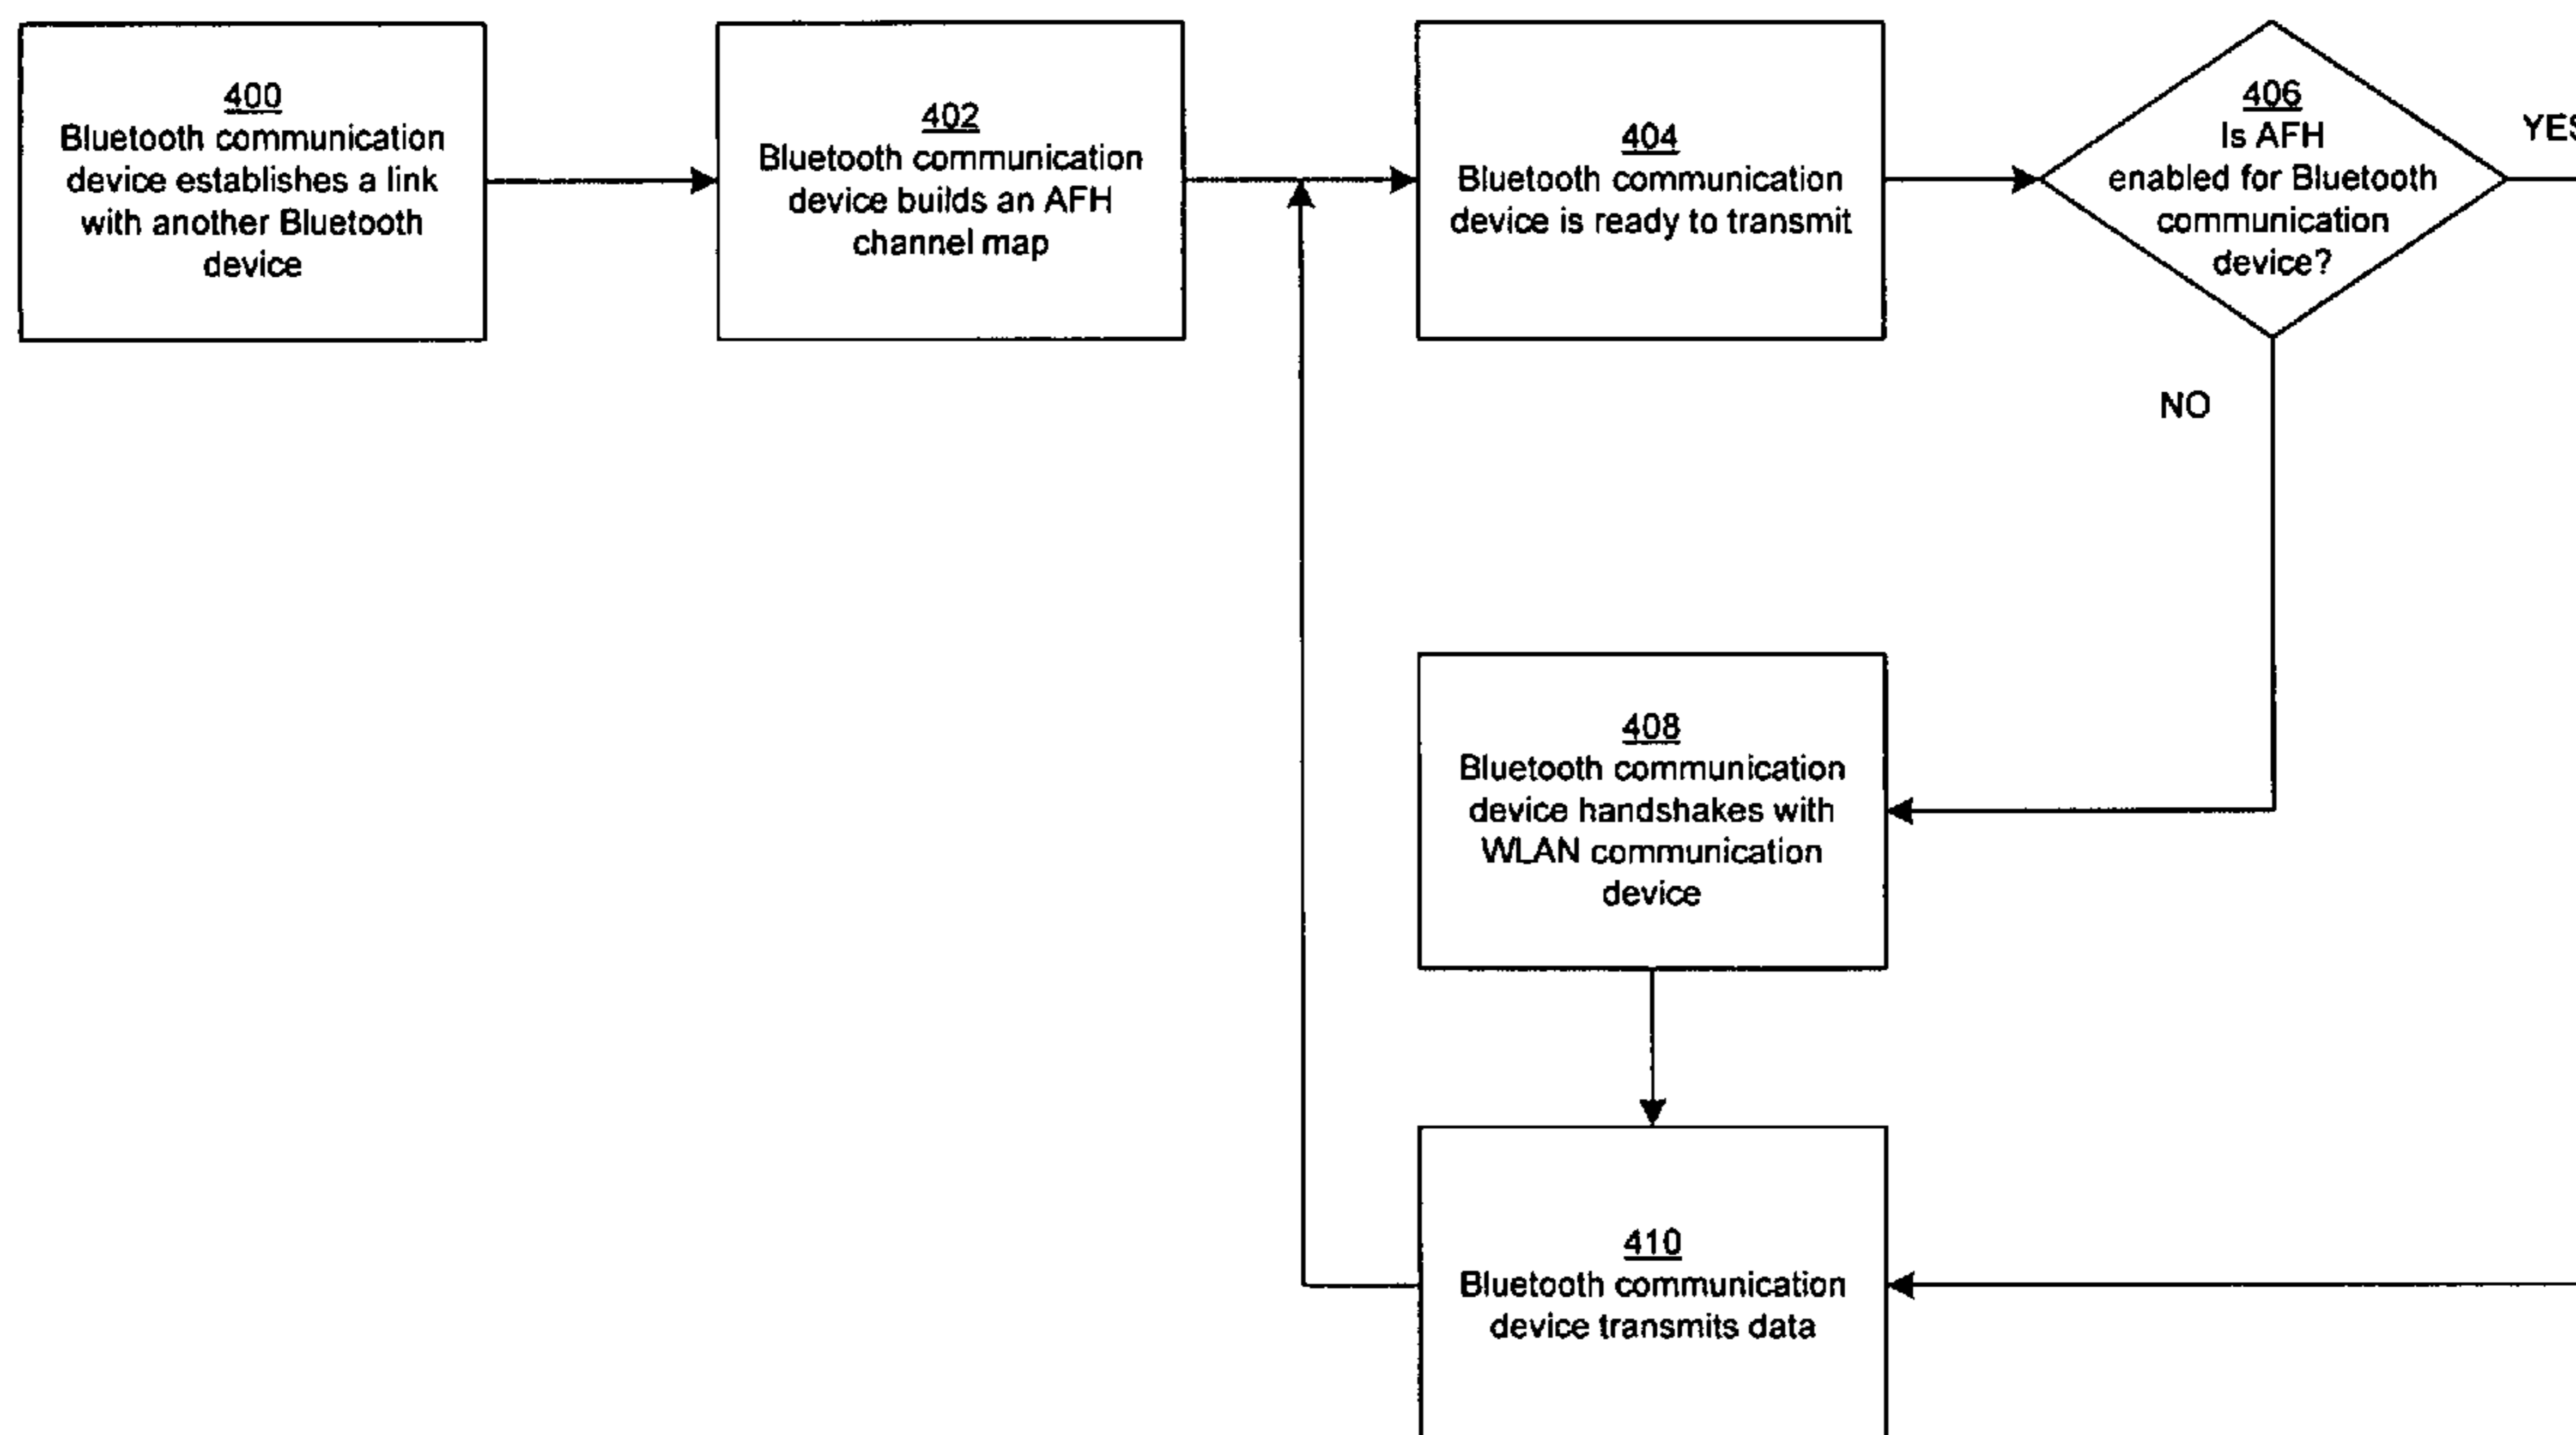 400
Bluetooth communication
device establishes a link
with another Bluetooth
device
402
Bluetooth communication
device builds an AFH
channel map
404
Bluetooth communication
device is ready to transmit
406
Is AFH
enabled for Bluetooth
communication
device?
YES
NO
408
Bluetooth communication
device handshakes with
WLAN communication
device
410
Bluetooth communication
device transmits data